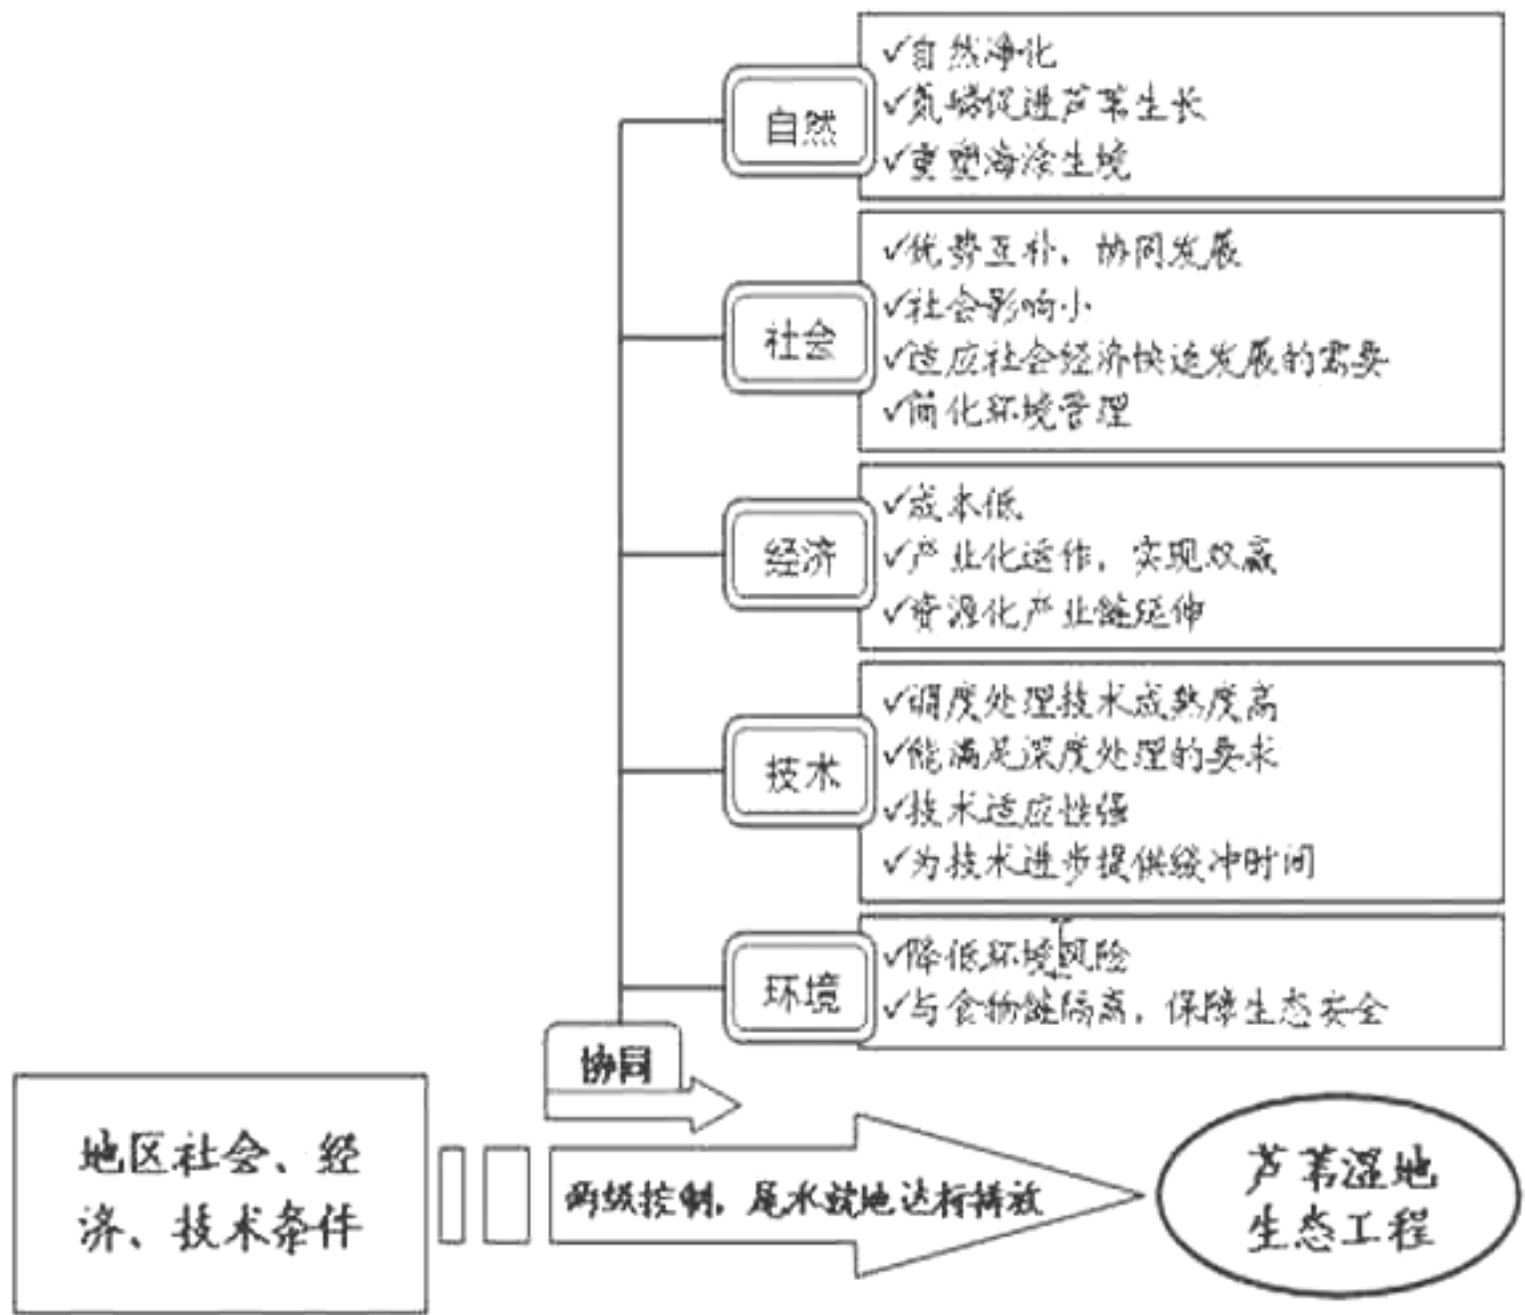 自然
✓自然净化
✓氮磷促进芦苇生长
✓重塑海涂生境
社会
✓优势互补，协同发展
✓社会影响小
✓适应社会经济快速发展的需要
✓简化环境管理
经济
✓成本低
✓产业化运作，实现双赢
✓资源化产业链延伸
技术
✓调度处理技术成熟度高
✓能满足深度处理的要求
✓技术适应性强
✓为技术进步提供缓冲时间
环境
✓降低环境风险
✓与食物链隔离，保障生态安全
协同
地区社会、经
济、技术条件
两级控制，尾水就地达标排放
芦苇湿地
生态工程